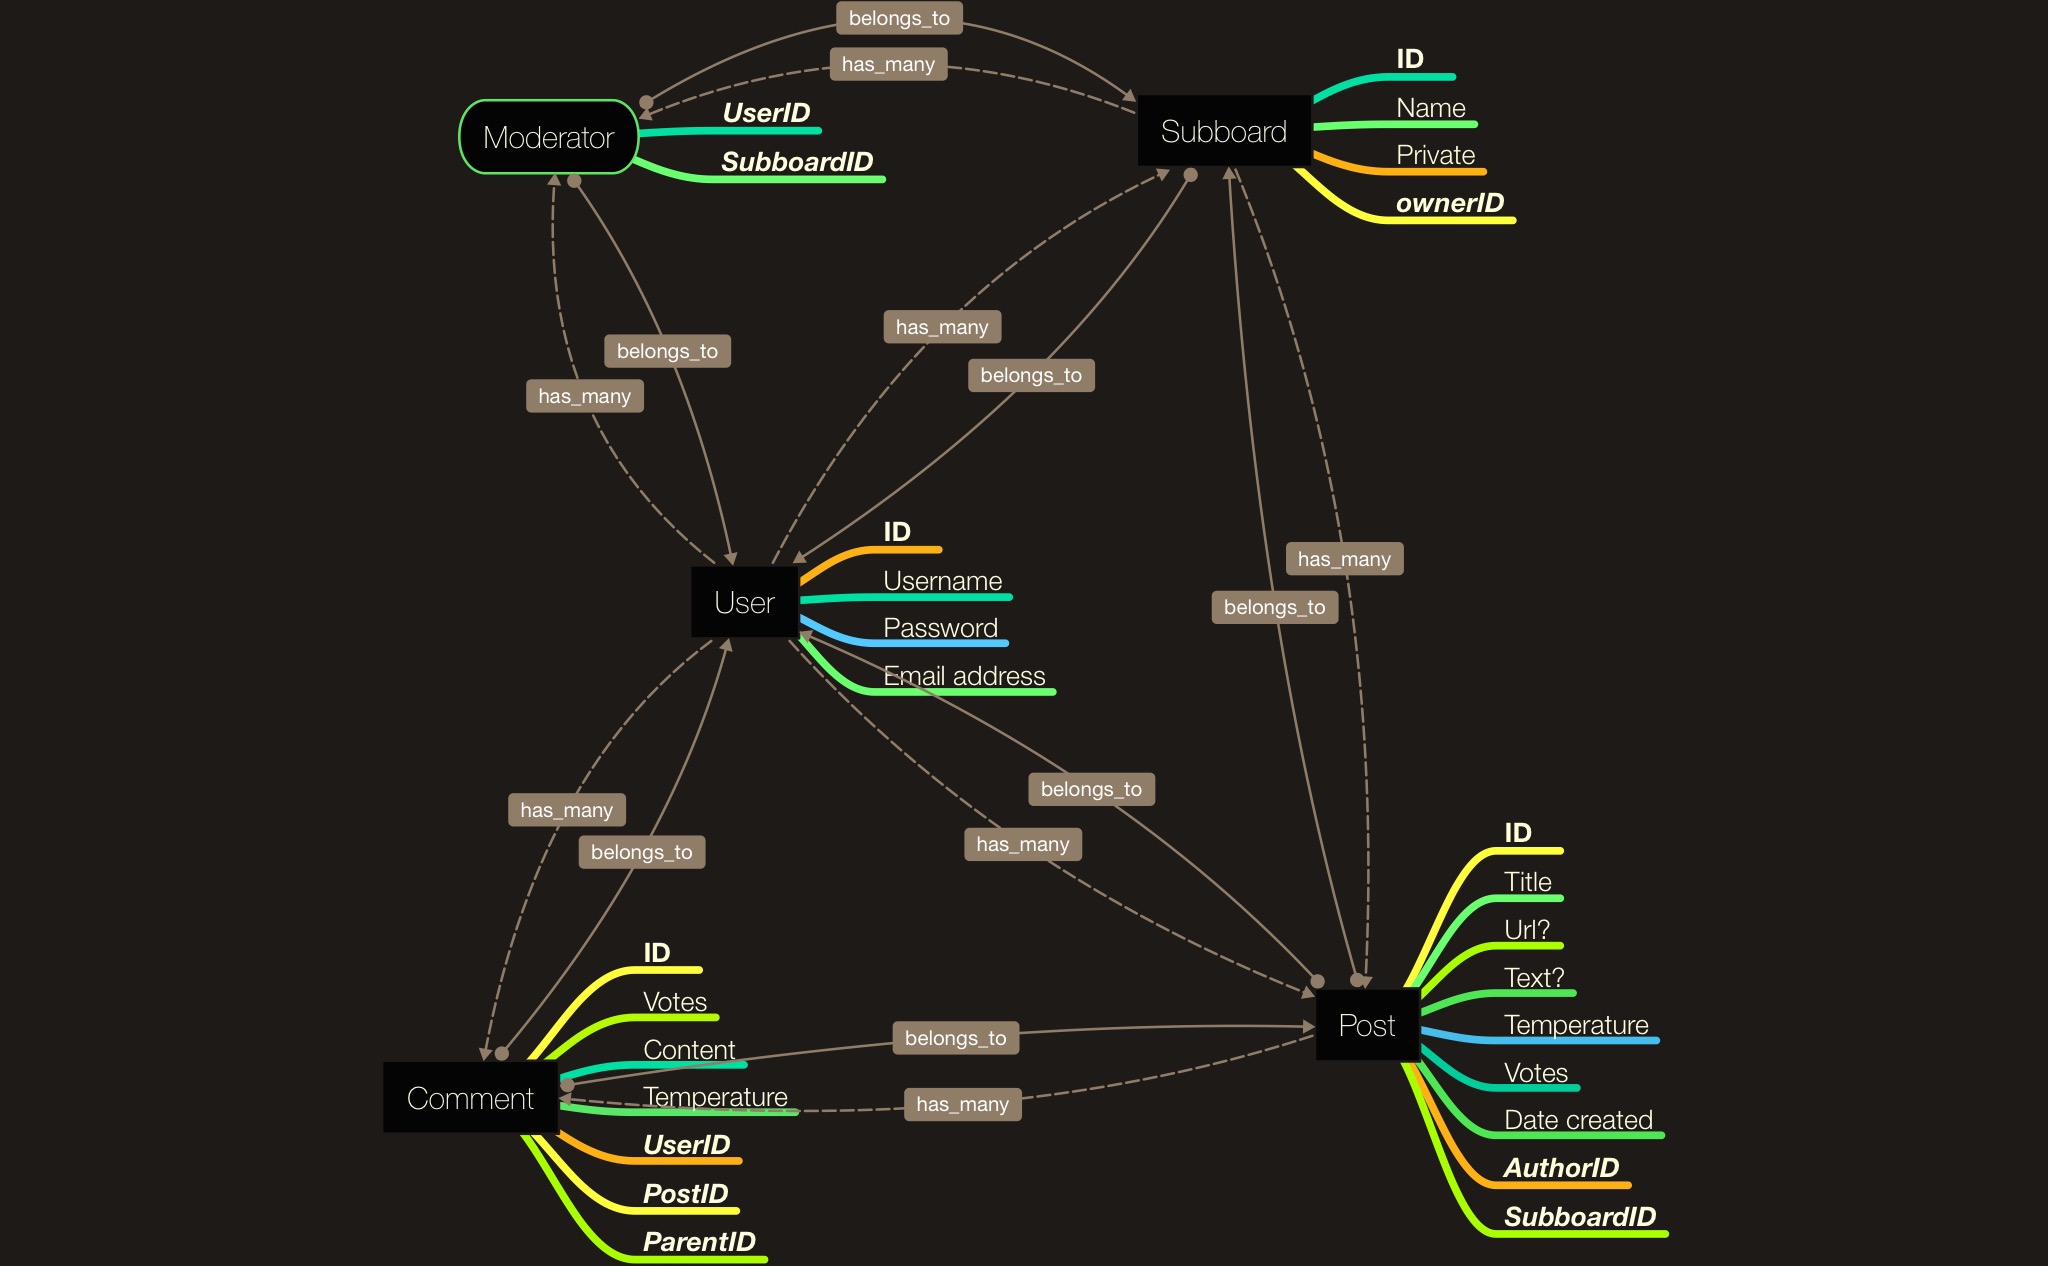 belongs_to
has_many
Moderator
UserID
SubboardID
Subboard
ID
Name
Private
ownerID
has_many
belongs_to
belongs_to
has_many
has_many
belongs_to
User
ID
Username
Password
Email address
belongs_to
has_many
has_many
belongs_to
Comment
ID
Votes
Content
Temperature
UserID
PostID
ParentID
belongs_to
has_many
Post
ID
Title
Url?
Text?
Temperature
Votes
Date created
AuthorID
SubboardID